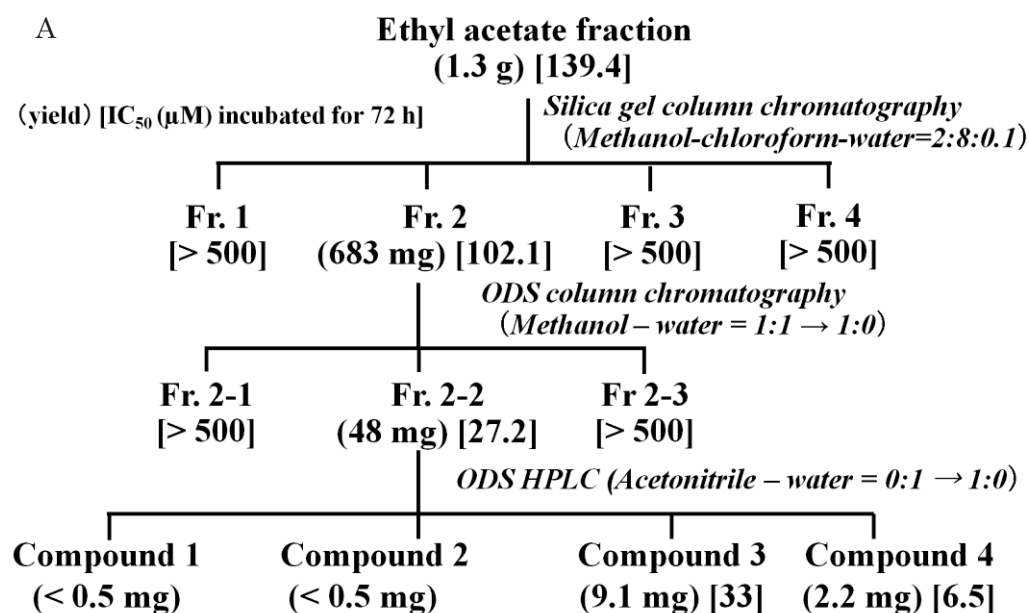 A
Ethyl acetate fraction
(1.3 g) [139.4]
(yield) [IC50 (μM) incubated for 72 h]
Silica gel column chromatography
(Methanol-chloroform-water=2:8:0.1)
Fr. 1 Fr. 2 Fr. 3 Fr. 4
[> 500] (683 mg) [102.1] [> 500] [> 500]
ODS column chromatography
(Methanol – water = 1:1 → 1:0)
Fr. 2-1 Fr. 2-2 Fr 2-3
[> 500] (48 mg) [27.2] [> 500]
ODS HPLC (Acetonitrile – water = 0:1 → 1:0)
Compound 1 Compound 2 Compound 3 Compound 4
(< 0.5 mg) (< 0.5 mg) (9.1 mg) [33] (2.2 mg) [6.5]